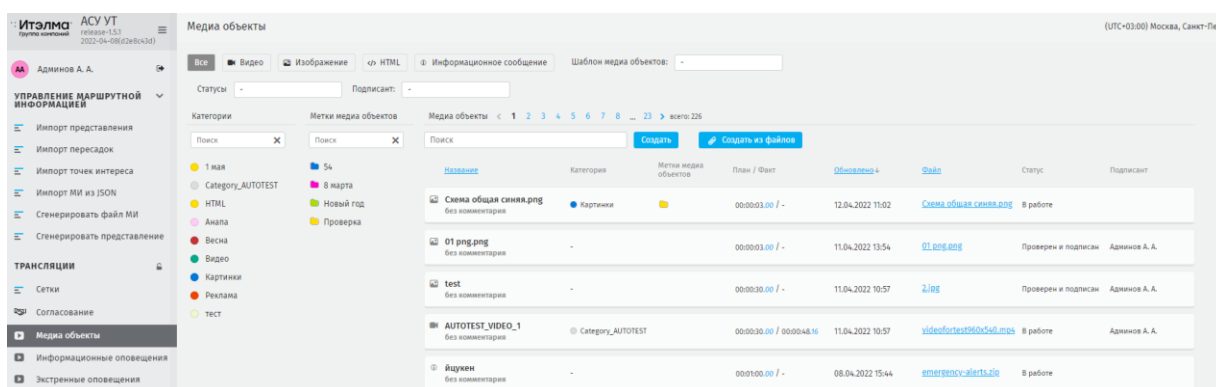 Итэлма
группа компаний
АСУ УТ
release-1.5.1
2022-04-08(d2e8c43d)
Медиа объекты
(UTC+03:00) Москва, Санкт-Пе
АА Админов А. А.
УПРАВЛЕНИЕ МАРШРУТНОЙ ИНФОРМАЦИЕЙ
Импорт представления
Импорт пересадок
Импорт точек интереса
Импорт МИ из JSON
Сгенерировать файл МИ
Сгенерировать представление
ТРАНСЛЯЦИИ
Сетки
Согласование
Медиа объекты
Информационные оповещения
Экстренные оповещения
Все Видео Изображение HTML Информационное сообщение Шаблон медиа объектов: -
Статусы - Подписант: -
Категории
Поиск
1 мая
Category_AUTOTEST
HTML
Анапа
Весна
Видео
Картинки
Реклама
тест
Метки медиа объектов
Поиск
54
8 марта
Новый год
Проверка
Медиа объекты < 1 2 3 4 5 6 7 8 ... 23 > всего: 226
Поиск Создать Создать из файлов
Название Категория Метки медиа объектов План / Факт Обновлено↓ Файл Статус Подписант
Схема общая синяя.png Картинки 00:00:03.00 / - 12.04.2022 11:02 Схема общая синяя.png В работе
без комментария
01 png.png - 00:00:03.00 / - 11.04.2022 13:54 01 png.png Проверен и подписан Админов А. А.
без комментария
test - 00:00:30.00 / - 11.04.2022 10:57 2.jpg Проверен и подписан Админов А. А.
без комментария
AUTOTEST_VIDEO_1 Category_AUTOTEST 00:00:30.00 / 00:00:48.16 11.04.2022 10:57 videofortest960x540.mp4 В работе Админов А. А.
без комментария
йцукен - 00:01:00.00 / - 08.04.2022 15:44 emergency-alerts.zip В работе
без комментария